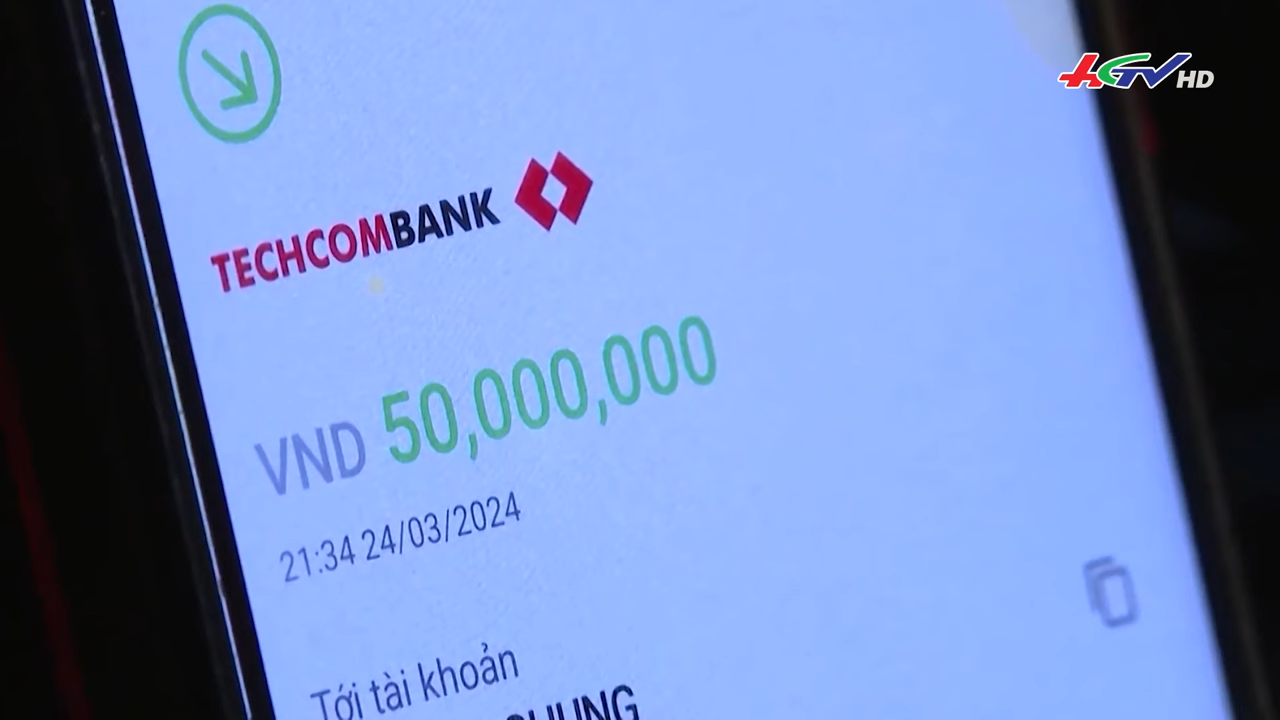 HGTV HD
TECHCOMBANK
VND 50,000,000
21:34 24/03/2024
Tới tài khoản